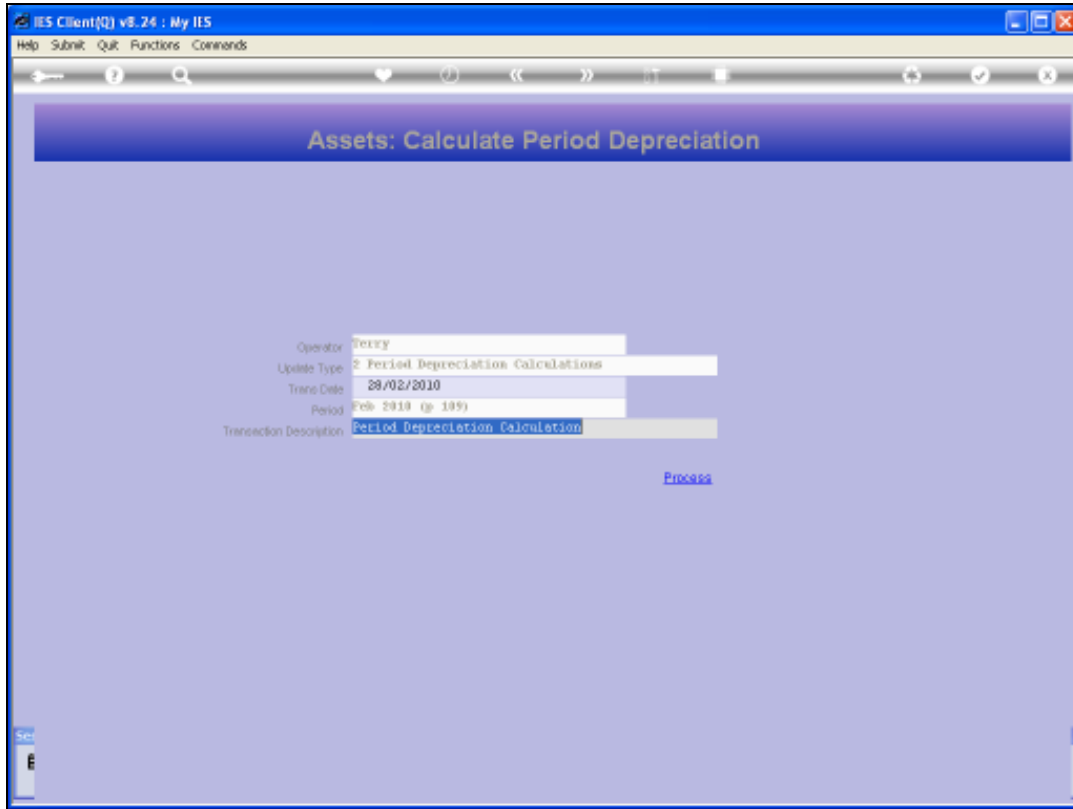 IES Client(Q) v8.24 : My IES
Help Submit Quit Functions Commands
Assets: Calculate Period Depreciation
Operator Terry
Update Type 2 Period Depreciation Calculations
Trans Date 28/02/2010
Period Feb 2010 (p 109)
Transaction Description Period Depreciation Calculation
Process